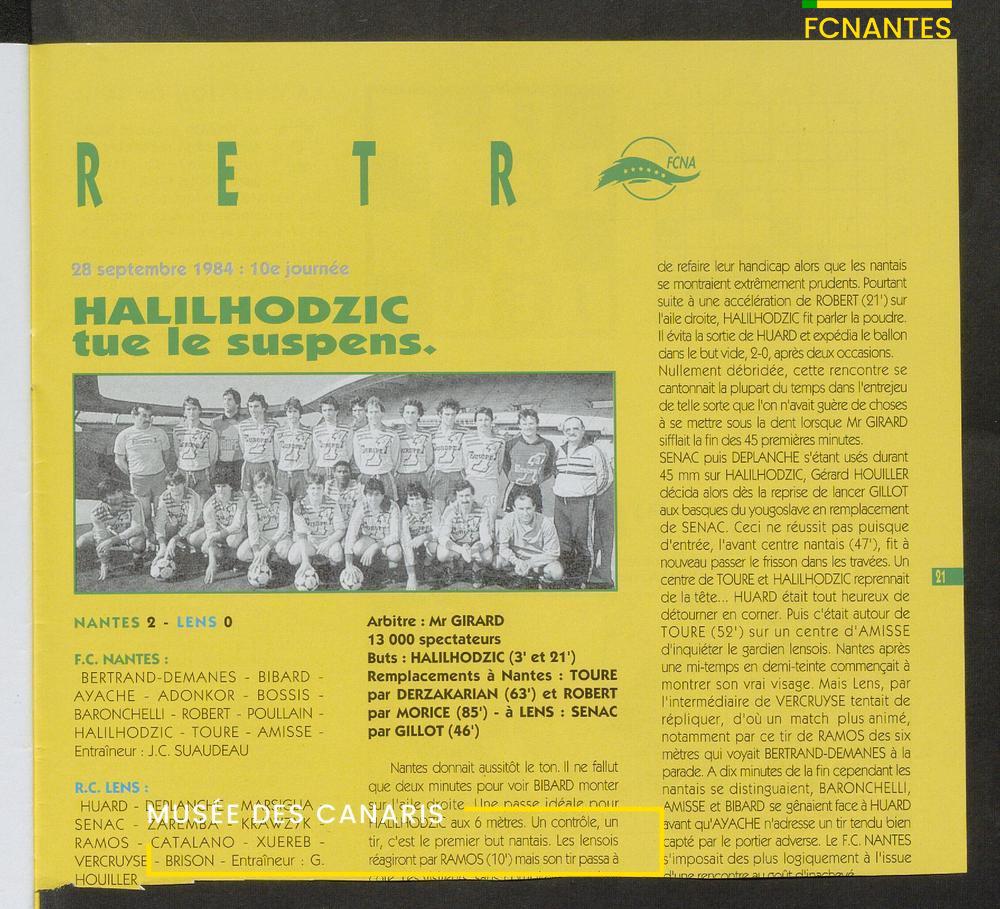 FCNANTES
R E T R
FCNA
28 septembre 1984 : 10e journée
HALILHODZIC
tue le suspens.
NANTES 2 - LENS 0
F.C. NANTES :
BERTRAND-DEMANES - BIBARD -
AYACHE - ADONKOR - BOSSIS -
BARONCHELLI - ROBERT - POULLAIN -
HALILHODZIC - TOURE - AMISSE -
Entraîneur : J.C. SUAUDEAU
R.C. LENS :
HUARD - DEPLANCHE - MARSIGLIA
SENAC - ZAREMBA - KRAWZYK -
RAMOS - CATALANO - XUEREB -
VERCRUYSE - BRISON - Entraîneur : G.
HOUILLER
Arbitre : Mr GIRARD
13 000 spectateurs
Buts : HALILHODZIC (3' et 21')
Remplacements à Nantes : TOURE
par DERZAKARIAN (63') et ROBERT
par MORICE (85') - à LENS : SENAC
par GILLOT (46')
Nantes donnait aussitôt le ton. Il ne fallut
que deux minutes pour voir BIBARD monter
sur l'aile droite. Une passe idéale pour
HALILHODZIC aux 6 mètres. Un contrôle, un
tir, c'est le premier but nantais. Les lensois
réagiront par RAMOS (10') mais son tir passa à
de refaire leur handicap alors que les nantais
se montraient extrêmement prudents. Pourtant
suite à une accélération de ROBERT (21') sur
l'aile droite, HALILHODZIC fit parler la poudre.
Il évita la sortie de HUARD et expédia le ballon
dans le but vide, 2-0, après deux occasions.
Nullement débridée, cette rencontre se
cantonnait la plupart du temps dans l'entrejeu
de telle sorte que l'on n'avait guère de choses
à se mettre sous la dent lorsque Mr GIRARD
sifflait la fin des 45 premières minutes.
SENAC puis DEPLANCHE s'étant usés durant
45 mm sur HALILHODZIC, Gérard HOUILLER
décida alors dès la reprise de lancer GILLOT
aux basques du yougoslave en remplacement
de SENAC. Ceci ne réussit pas puisque
d'entrée, l'avant centre nantais (47'), fit à
nouveau passer le frisson dans les travées. Un
centre de TOURE et HALILHODZIC reprennait
de la tête... HUARD était tout heureux de
détourner en corner. Puis c'était autour de
TOURE (52') sur un centre d'AMISSE
d'inquiéter le gardien lensois. Nantes après
une mi-temps en demi-teinte commençait à
montrer son vrai visage. Mais Lens, par
l'intermédiaire de VERCRUYSE tentait de
répliquer, d'où un match plus animé,
notamment par ce tir de RAMOS des six
mètres qui voyait BERTRAND-DEMANES à la
parade. A dix minutes de la fin cependant les
nantais se distinguaient, BARONCHELLI,
AMISSE et BIBARD se gênaient face à HUARD
avant qu'AYACHE n'adresse un tir tendu bien
capté par le portier adverse. Le F.C. NANTES
s'imposait des plus logiquement à l'issue
d'une rencontre au goût d'inachevé.
21
MUSÉE DES CANARIS